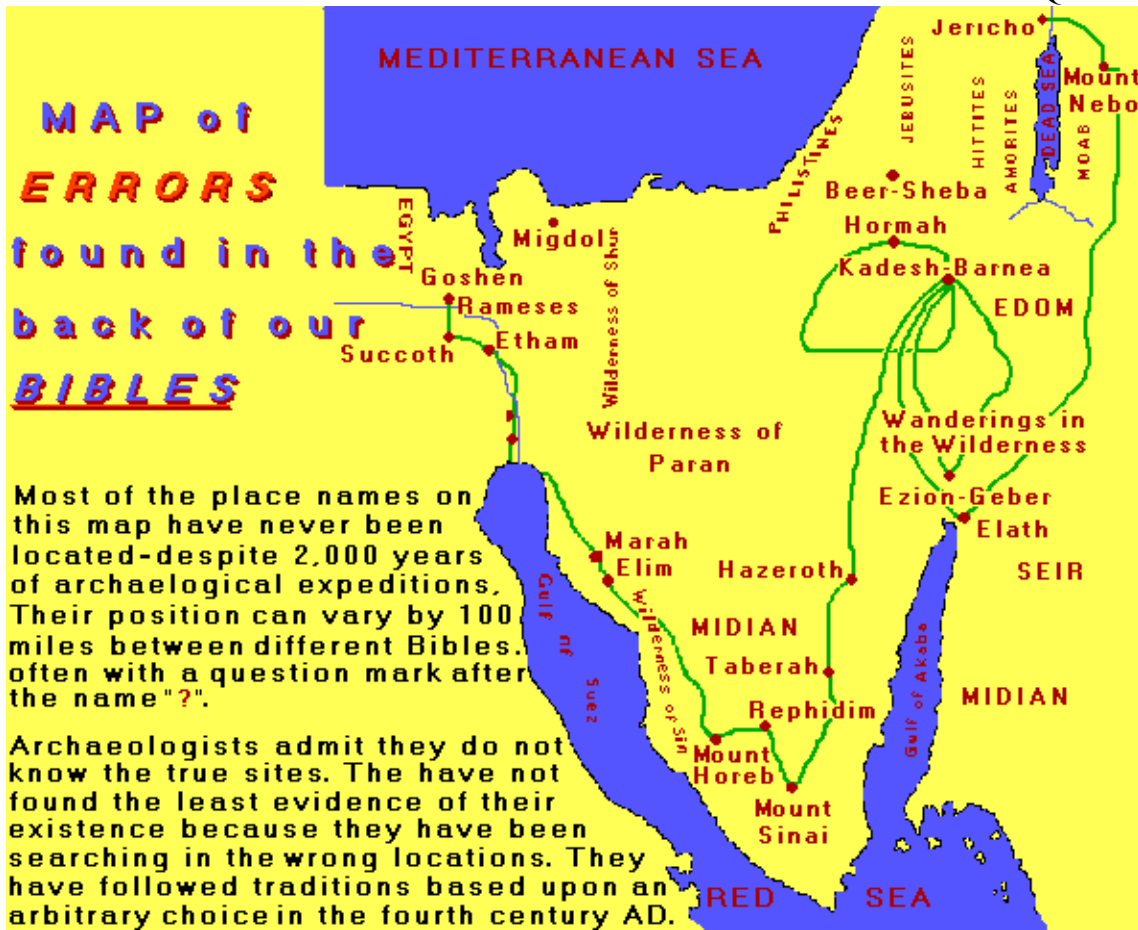 MAP of
ERRORS
found in the
back of our
BIBLES
Most of the place names on
this map have never been
located-despite 2,000 years
of archaelogical expeditions,
Their position can vary by 100
miles between different Bibles.
often with a question mark after
the name "?".
Archaeologists admit they do not
know the true sites. The have not
found the least evidence of their
existence because they have been
searching in the wrong locations. They
have followed traditions based upon an
arbitrary choice in the fourth century AD.
MEDITERRANEAN SEA
Jericho
Mount
Nebo
DEAD SEA
MOAB
AMORITES
HITTITES
JEBUSITES
PHILISTINES
Beer-Sheba
Hormah
Kadesh-Barnea
EDOM
EGYPT
Migdol
Goshen
Rameses
Succoth
Etham
Wilderness of Shur
Wilderness of
Paran
Wanderings in
the Wilderness
Ezion-Geber
Elath
SEIR
Marah
Elim
Hazeroth
MIDIAN
Taberah
Rephidim
Mount
Horeb
Mount
Sinai
Wilderness of Sin
Gulf of Suez
Gulf of Akaba
MIDIAN
RED SEA